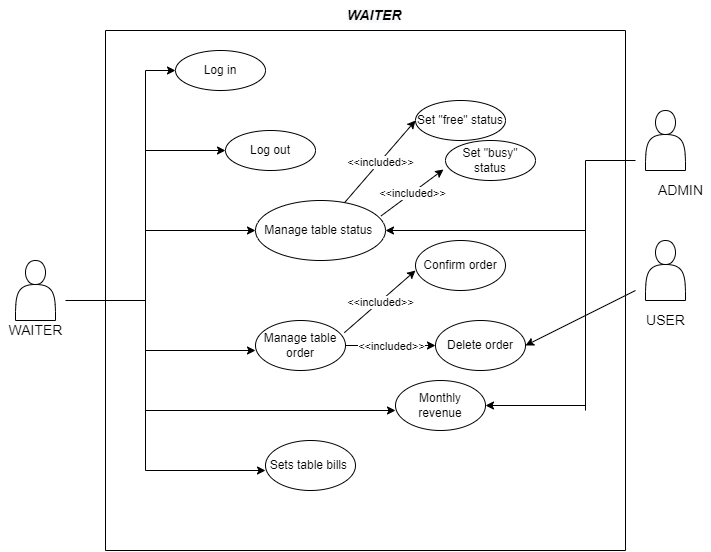 WAITER
Log in
Log out
Set "free" status
Set "busy"
status
<<included>>
<<included>>
Manage table status
ADMIN
Confirm order
<<included>>
WAITER
USER
Manage table
order
<<included>>
Delete order
Monthly
revenue
Sets table bills